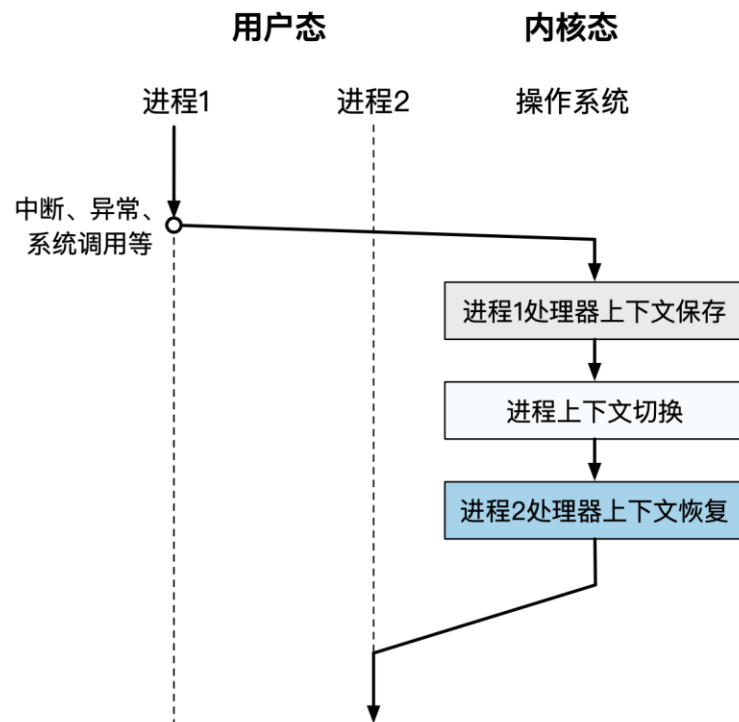 用户态
内核态
进程1
进程2
操作系统
中断、异常、
系统调用等
进程1处理器上下文保存
进程上下文切换
进程2处理器上下文恢复